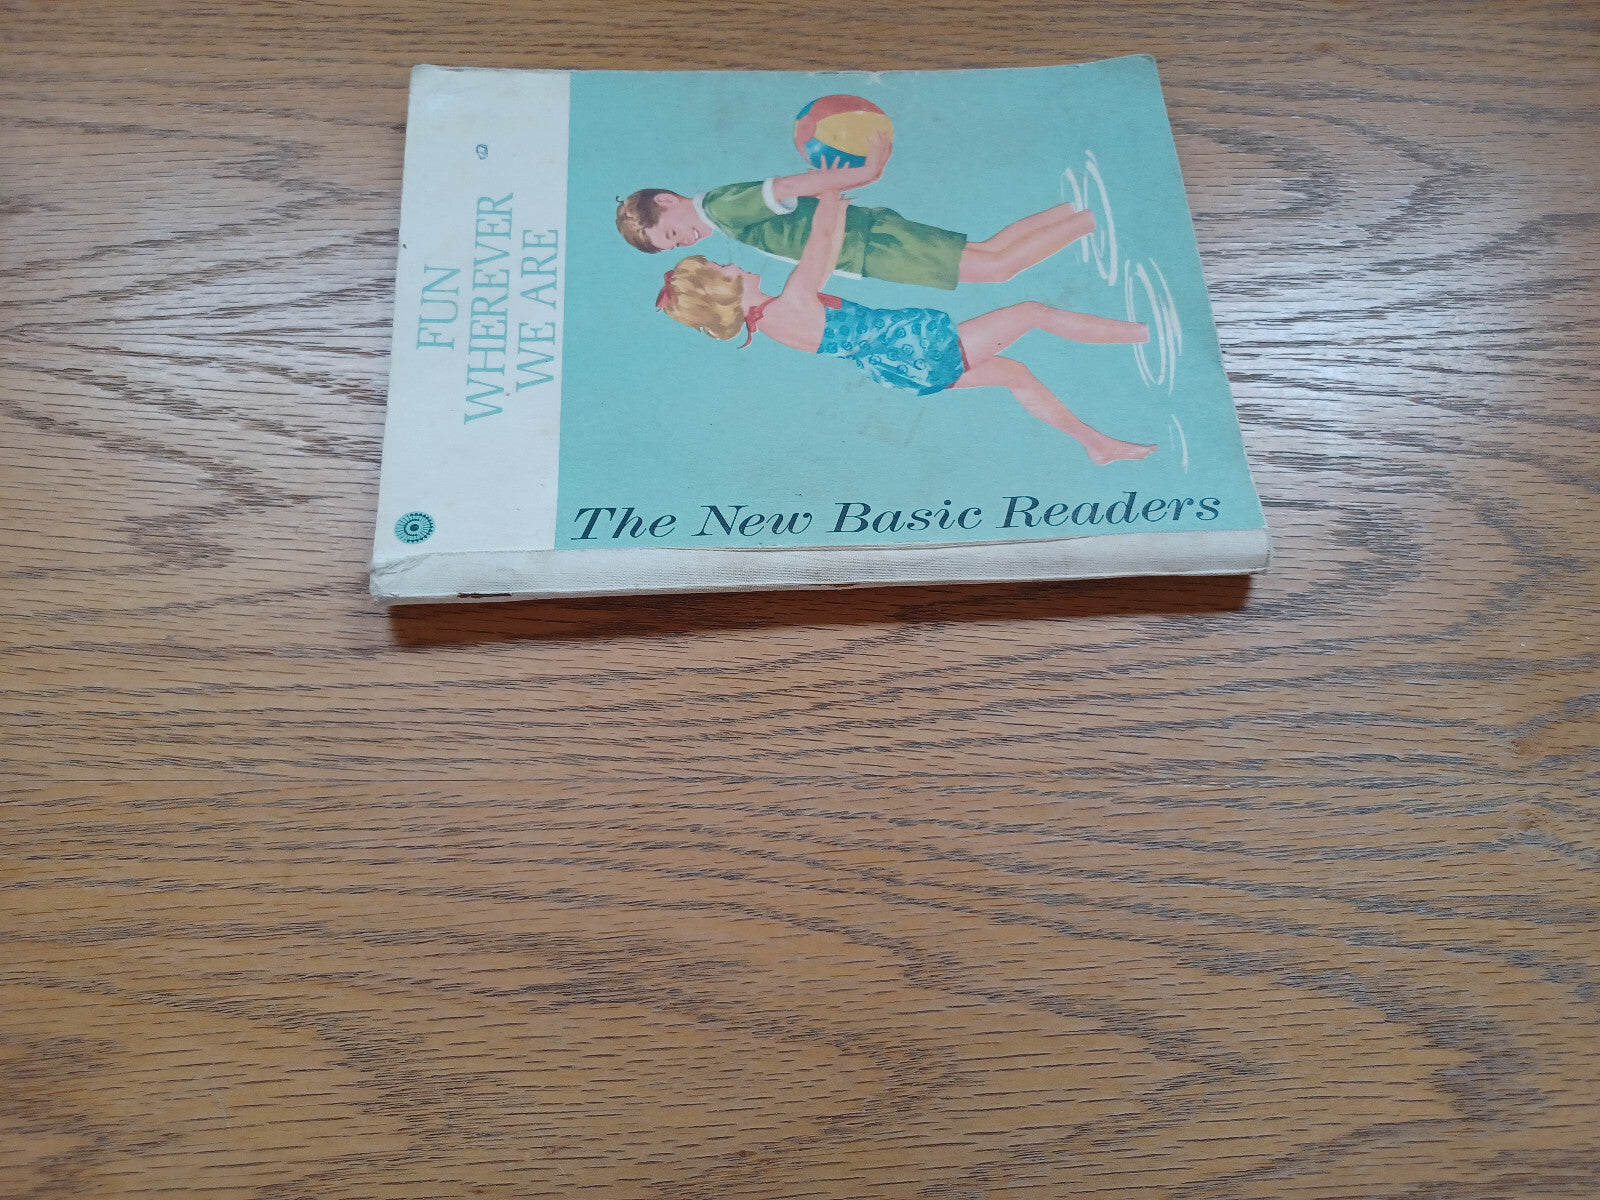 FUN
WHEREVER
WE ARE
The New Basic Readers